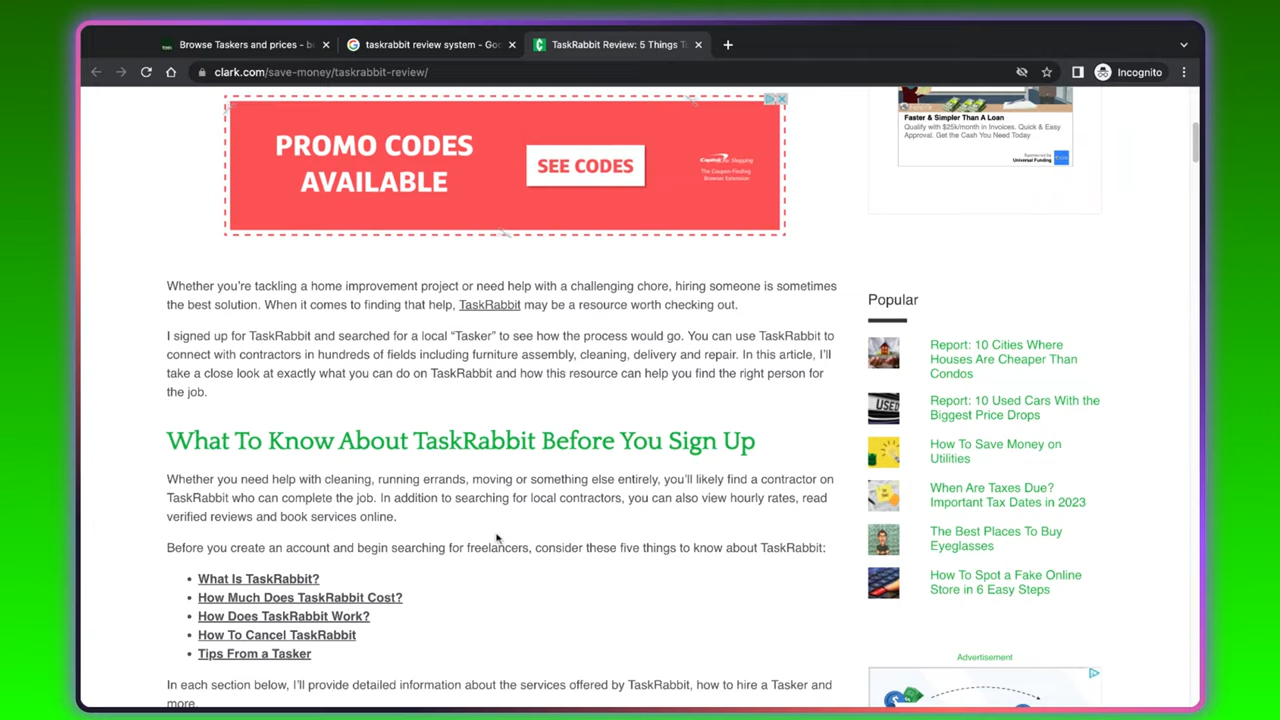 Browse Taskers and prices - b
taskrabbit review system - Goo
TaskRabbit Review: 5 Things T
clark.com/save-money/taskrabbit-review/
Incognito
PROMO CODES
AVAILABLE
SEE CODES
Capital One Shopping
The Coupon-Finding
Browser Extension
Faster & Simpler Than A Loan
Qualify with $25k/month in Invoices. Quick & Easy
Approval. Get the Cash You Need Today
Sponsored by
Universal Funding
Whether you're tackling a home improvement project or need help with a challenging chore, hiring someone is sometimes
the best solution. When it comes to finding that help, TaskRabbit may be a resource worth checking out.
I signed up for TaskRabbit and searched for a local “Tasker” to see how the process would go. You can use TaskRabbit to
connect with contractors in hundreds of fields including furniture assembly, cleaning, delivery and repair. In this article, I'll
take a close look at exactly what you can do on TaskRabbit and how this resource can help you find the right person for
the job.
What To Know About TaskRabbit Before You Sign Up
Whether you need help with cleaning, running errands, moving or something else entirely, you'll likely find a contractor on
TaskRabbit who can complete the job. In addition to searching for local contractors, you can also view hourly rates, read
verified reviews and book services online.
Before you create an account and begin searching for freelancers, consider these five things to know about TaskRabbit:
• What Is TaskRabbit?
• How Much Does TaskRabbit Cost?
• How Does TaskRabbit Work?
• How To Cancel TaskRabbit
• Tips From a Tasker
In each section below, I'll provide detailed information about the services offered by TaskRabbit, how to hire a Tasker and
more.
Popular
Report: 10 Cities Where
Houses Are Cheaper Than
Condos
USED
Report: 10 Used Cars With the
Biggest Price Drops
How To Save Money on
Utilities
When Are Taxes Due?
Important Tax Dates in 2023
The Best Places To Buy
Eyeglasses
How To Spot a Fake Online
Store in 6 Easy Steps
Advertisement